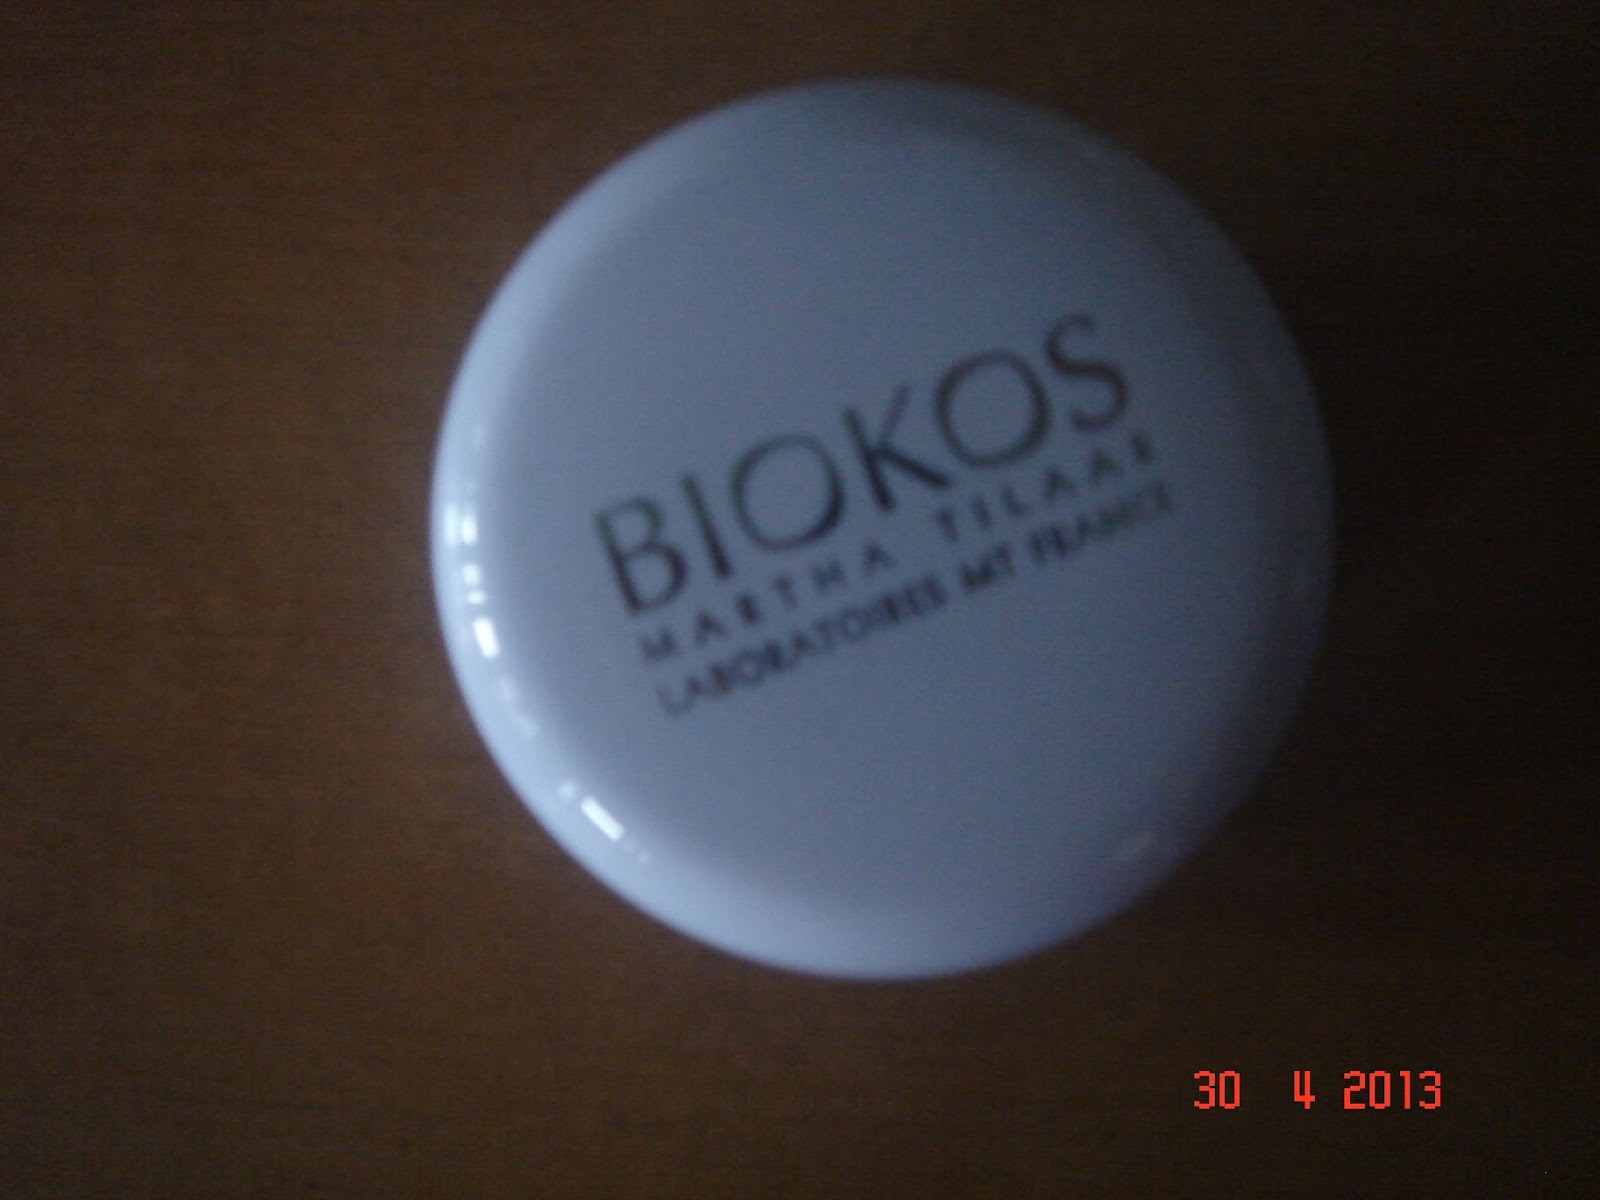 BIOKOS
MARTHA TILAAR
LABORATOIRES MT FRANCE
30 4 2013